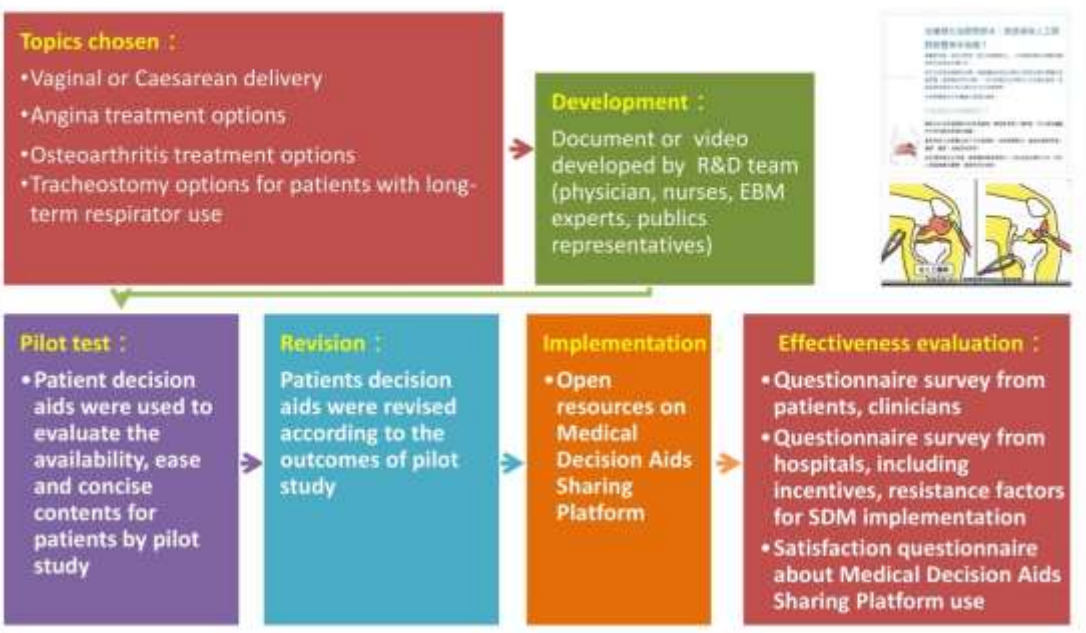 Topics chosen：
•Vaginal or Caesarean delivery
•Angina treatment options
•Osteoarthritis treatment options
•Tracheostomy options for patients with long-
term respirator use
Development：
Document or video
developed by R&D team
(physician, nurses, EBM
experts, publics
representatives)
Pilot test：
•Patient decision
aids were used to
evaluate the
availability, ease
and concise
contents for
patients by pilot
study
Revision：
Patients decision
aids were revised
according to the
outcomes of pilot
study
Implementation：
•Open
resources on
Medical
Decision Aids
Sharing
Platform
Effectiveness evaluation：
•Questionnaire survey from
patients, clinicians
•Questionnaire survey from
hospitals, including
incentives, resistance factors
for SDM implementation
•Satisfaction questionnaire
about Medical Decision Aids
Sharing Platform use